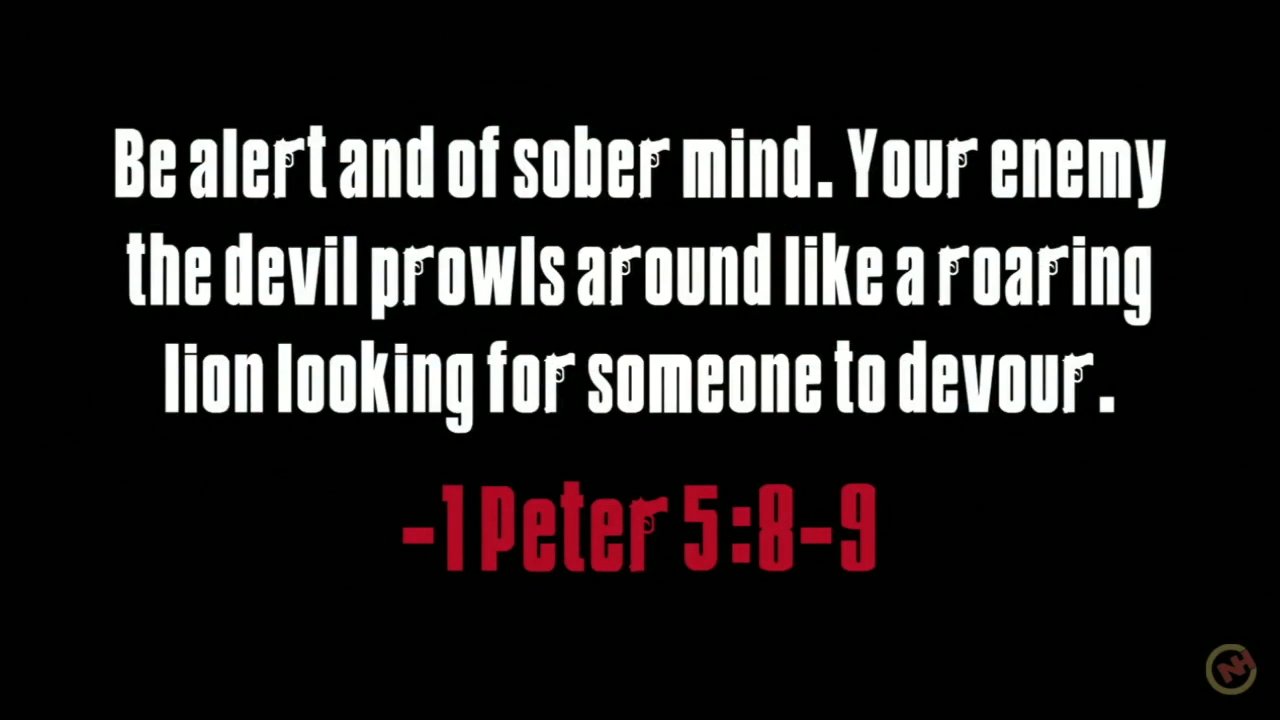 Be alert and of sober mind. Your enemy
the devil prowls around like a roaring
lion looking for someone to devour.
-1 Peter 5:8-9
CNH